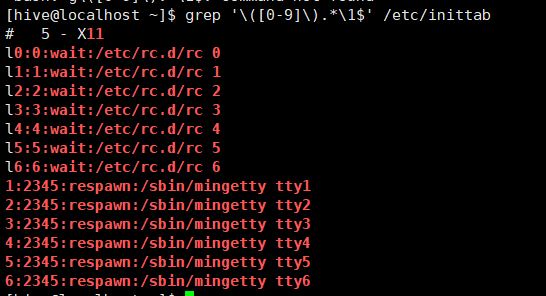 [hive@localhost ~]$ grep '\([0-9]\).*\1$' /etc/inittab
#   5 - X11
l0:0:wait:/etc/rc.d/rc 0
l1:1:wait:/etc/rc.d/rc 1
l2:2:wait:/etc/rc.d/rc 2
l3:3:wait:/etc/rc.d/rc 3
l4:4:wait:/etc/rc.d/rc 4
l5:5:wait:/etc/rc.d/rc 5
l6:6:wait:/etc/rc.d/rc 6
1:2345:respawn:/sbin/mingetty tty1
2:2345:respawn:/sbin/mingetty tty2
3:2345:respawn:/sbin/mingetty tty3
4:2345:respawn:/sbin/mingetty tty4
5:2345:respawn:/sbin/mingetty tty5
6:2345:respawn:/sbin/mingetty tty6